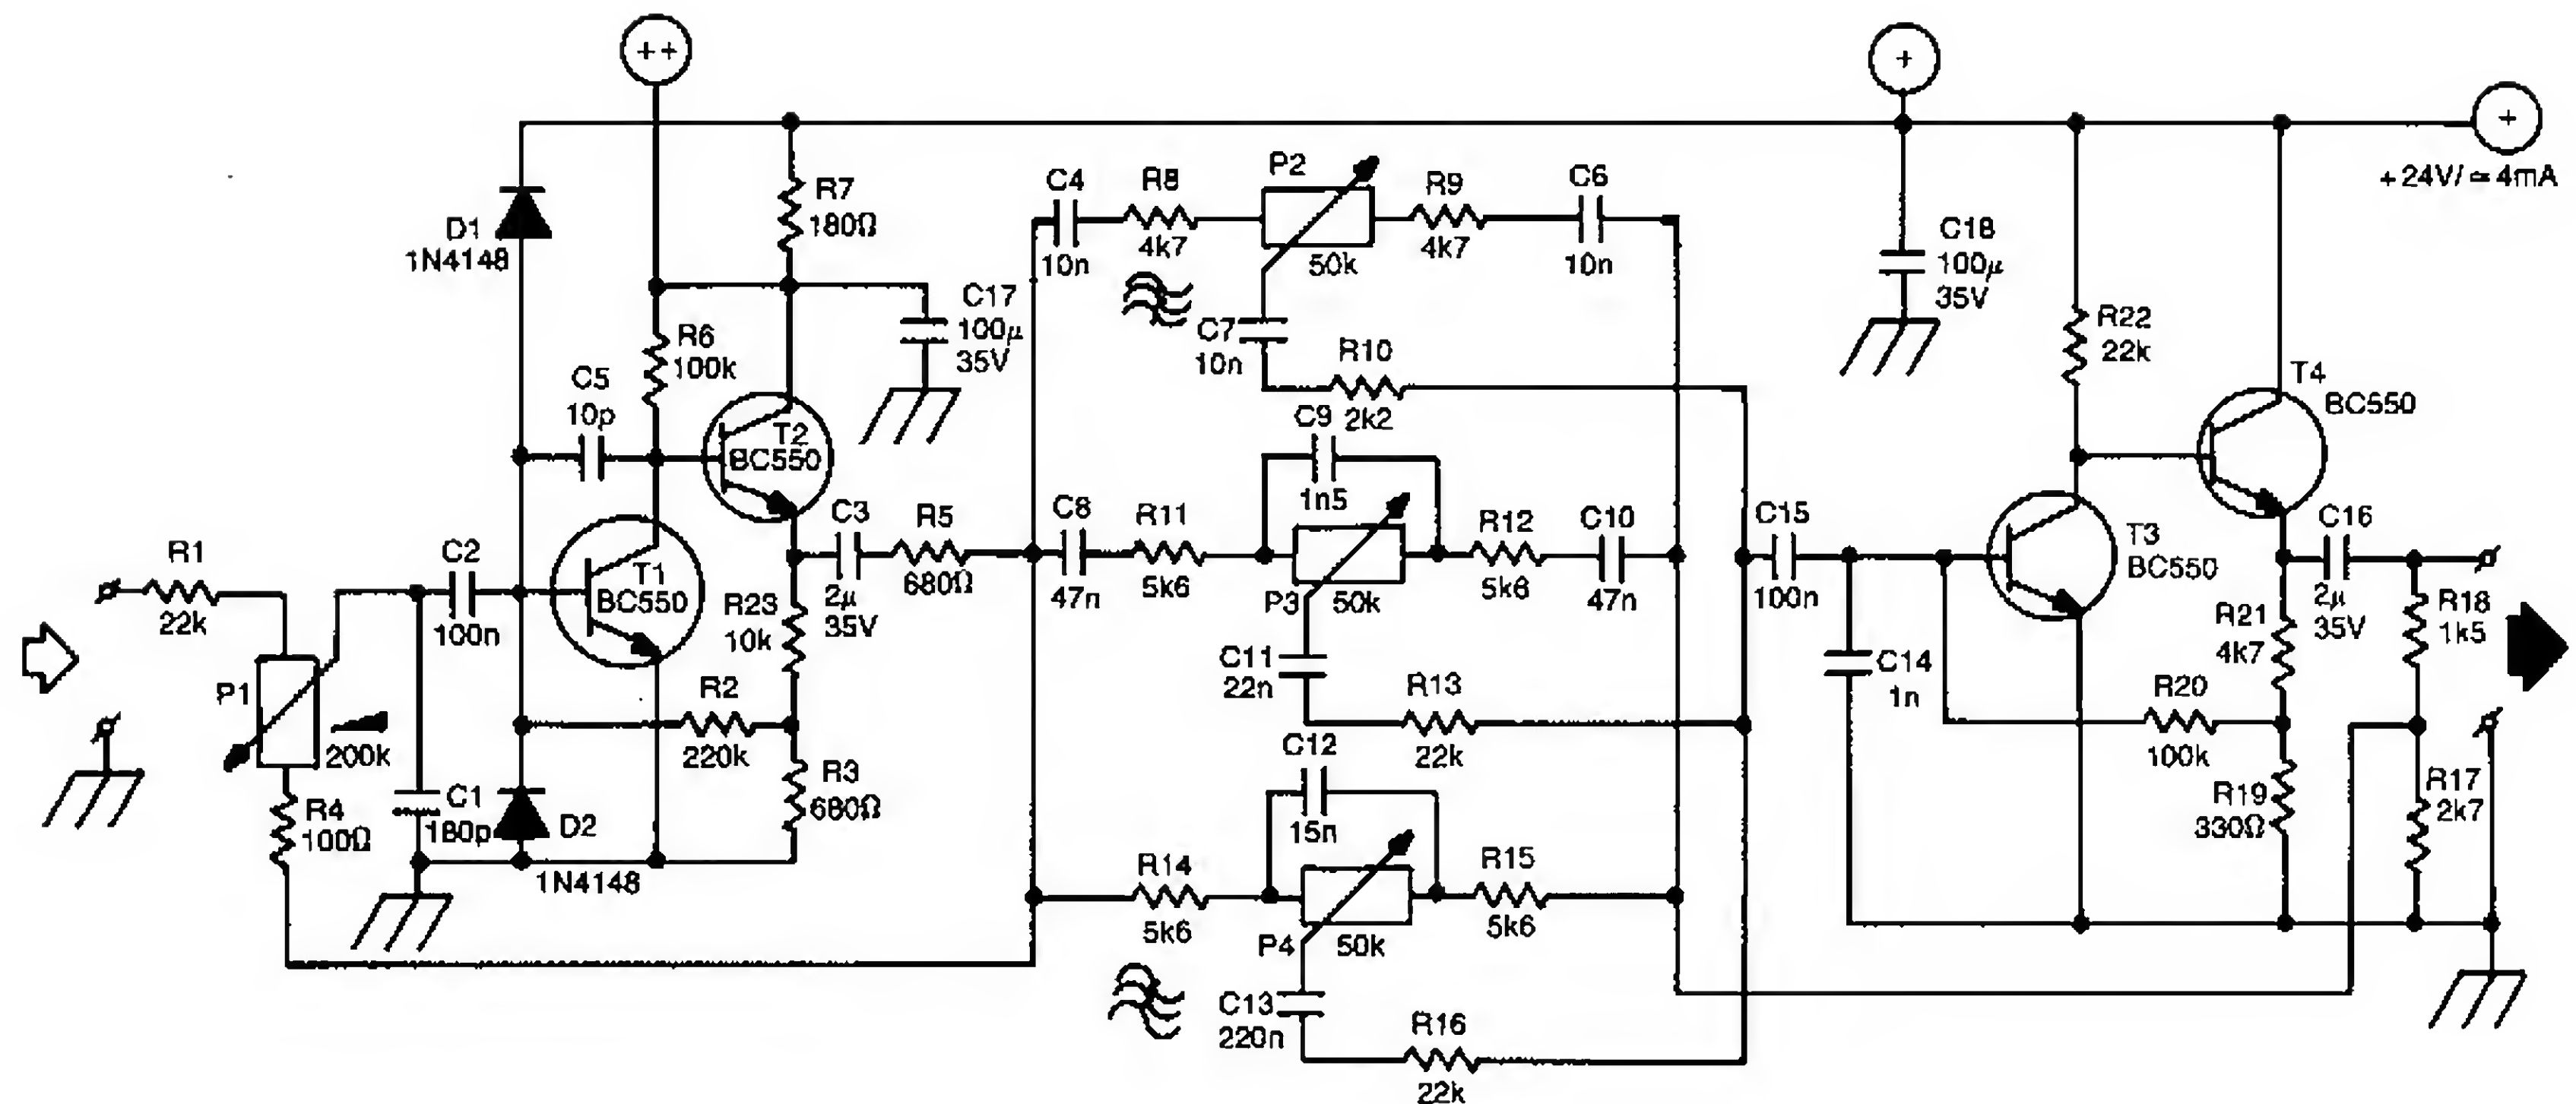 ++
+
+
+24V/≃4mA
D1
1N4148
R7
180Ω
C4
10n
R8
4k7
P2
50k
R9
4k7
C6
10n
C17
100μ
35V
C18
100μ
35V
R6
100k
C5
10p
C7
10n
R10
2k2
R22
22k
T4
BC550
T2
BC550
C9
1n5
R1
22k
C2
100n
T1
BC550
C3
2μ
35V
R5
680Ω
C8
47n
R11
5k6
P3
50k
R12
5k6
C10
47n
C15
100n
T3
BC550
C16
2μ
35V
R18
1k5
R23
10k
R21
4k7
P1
200k
R2
220k
C11
22n
R13
22k
C14
1n
R20
100k
R4
100Ω
C1
180p
D2
1N4148
R3
680Ω
C12
15n
R19
330Ω
R17
2k7
R14
5k6
P4
50k
R15
5k6
C13
220n
R16
22k